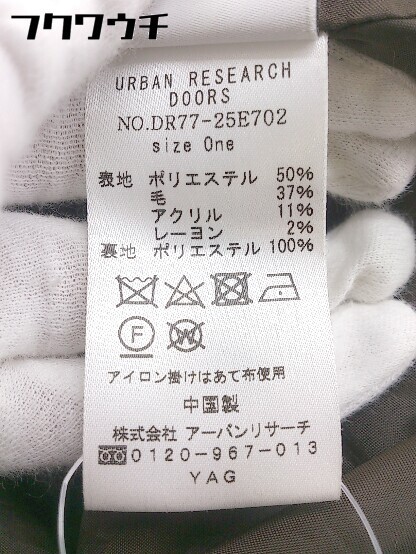 フクワウチ
URBAN RESEARCH
DOORS
NO.DR77-25E702
size One
表地 ポリエステル 50%
毛 37%
アクリル 11%
レーヨン 2%
裏地 ポリエステル 100%
F W
アイロン掛けはあて布使用
中国製
株式会社 アーバンリサーチ
0120-967-013
YAG